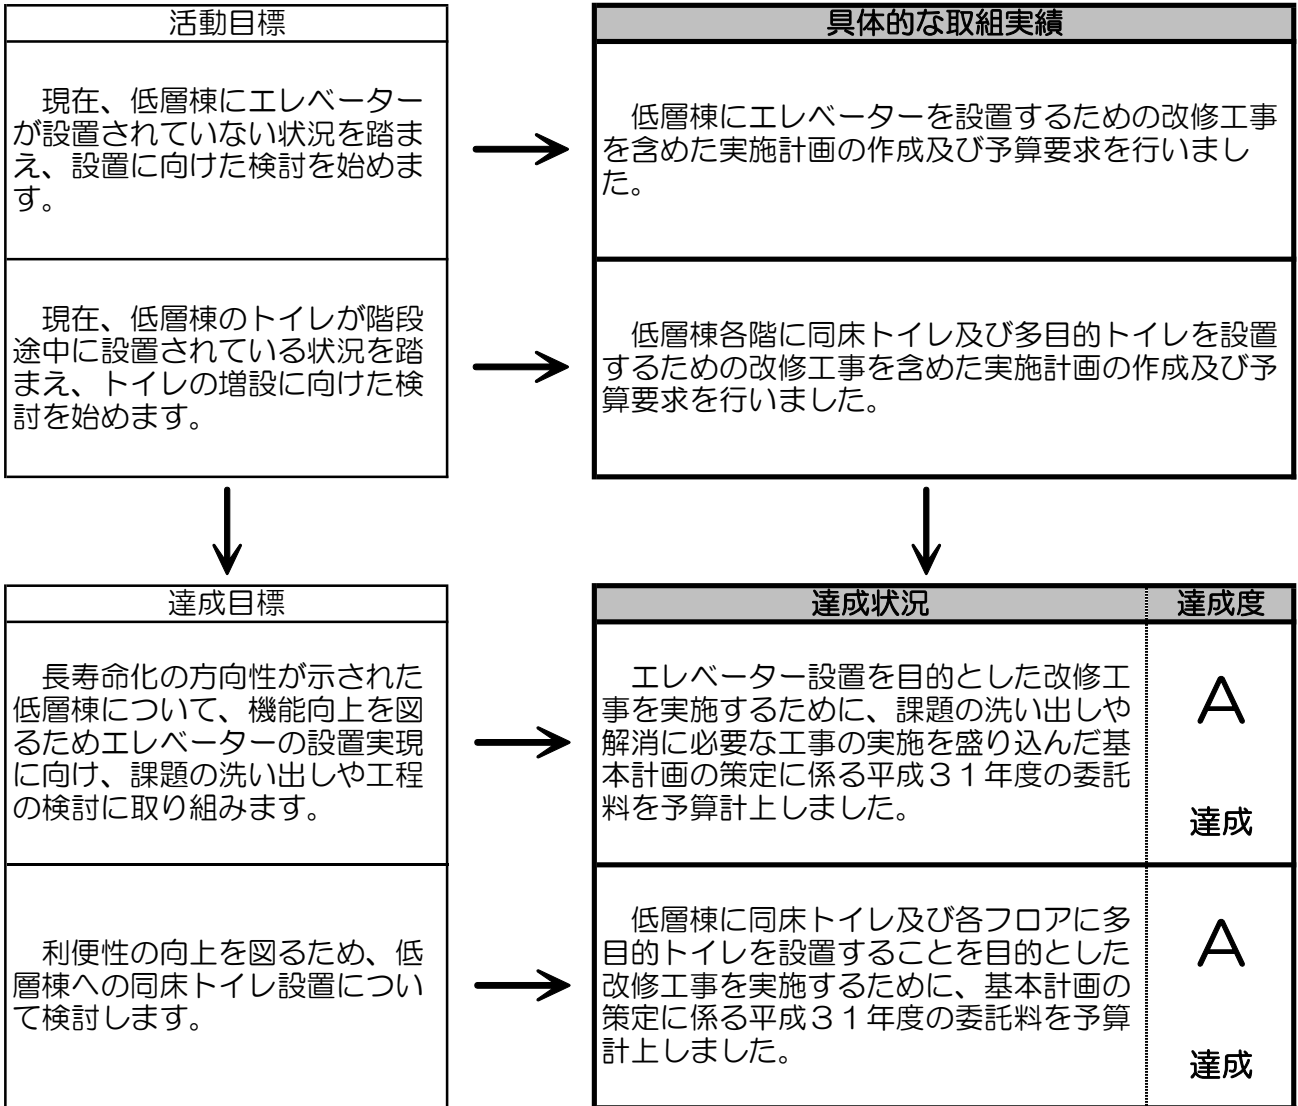 活動目標
現在、低層棟にエレベーター
が設置されていない状況を踏ま
え、設置に向けた検討を始めま
す。
現在、低層棟のトイレが階段
途中に設置されている状況を踏
まえ、トイレの増設に向けた検
討を始めます。
具体的な取組実績
低層棟にエレベーターを設置するための改修工事
を含めた実施計画の作成及び予算要求を行いまし
た。
低層棟各階に同床トイレ及び多目的トイレを設置
するための改修工事を含めた実施計画の作成及び予
算要求を行いました。
達成目標
長寿命化の方向性が示された
低層棟について、機能向上を図
るためエレベーターの設置実現
に向け、課題の洗い出しや工程
の検討に取り組みます。
利便性の向上を図るため、低
層棟への同床トイレ設置につい
て検討します。
達成状況
達成度
エレベーター設置を目的とした改修工
事を実施するために、課題の洗い出しや
解消に必要な工事の実施を盛り込んだ基
本計画の策定に係る平成３１年度の委託
料を予算計上しました。
A
達成
低層棟に同床トイレ及び各フロアに多
目的トイレを設置することを目的とした
改修工事を実施するために、基本計画の
策定に係る平成３１年度の委託料を予算
計上しました。
A
達成